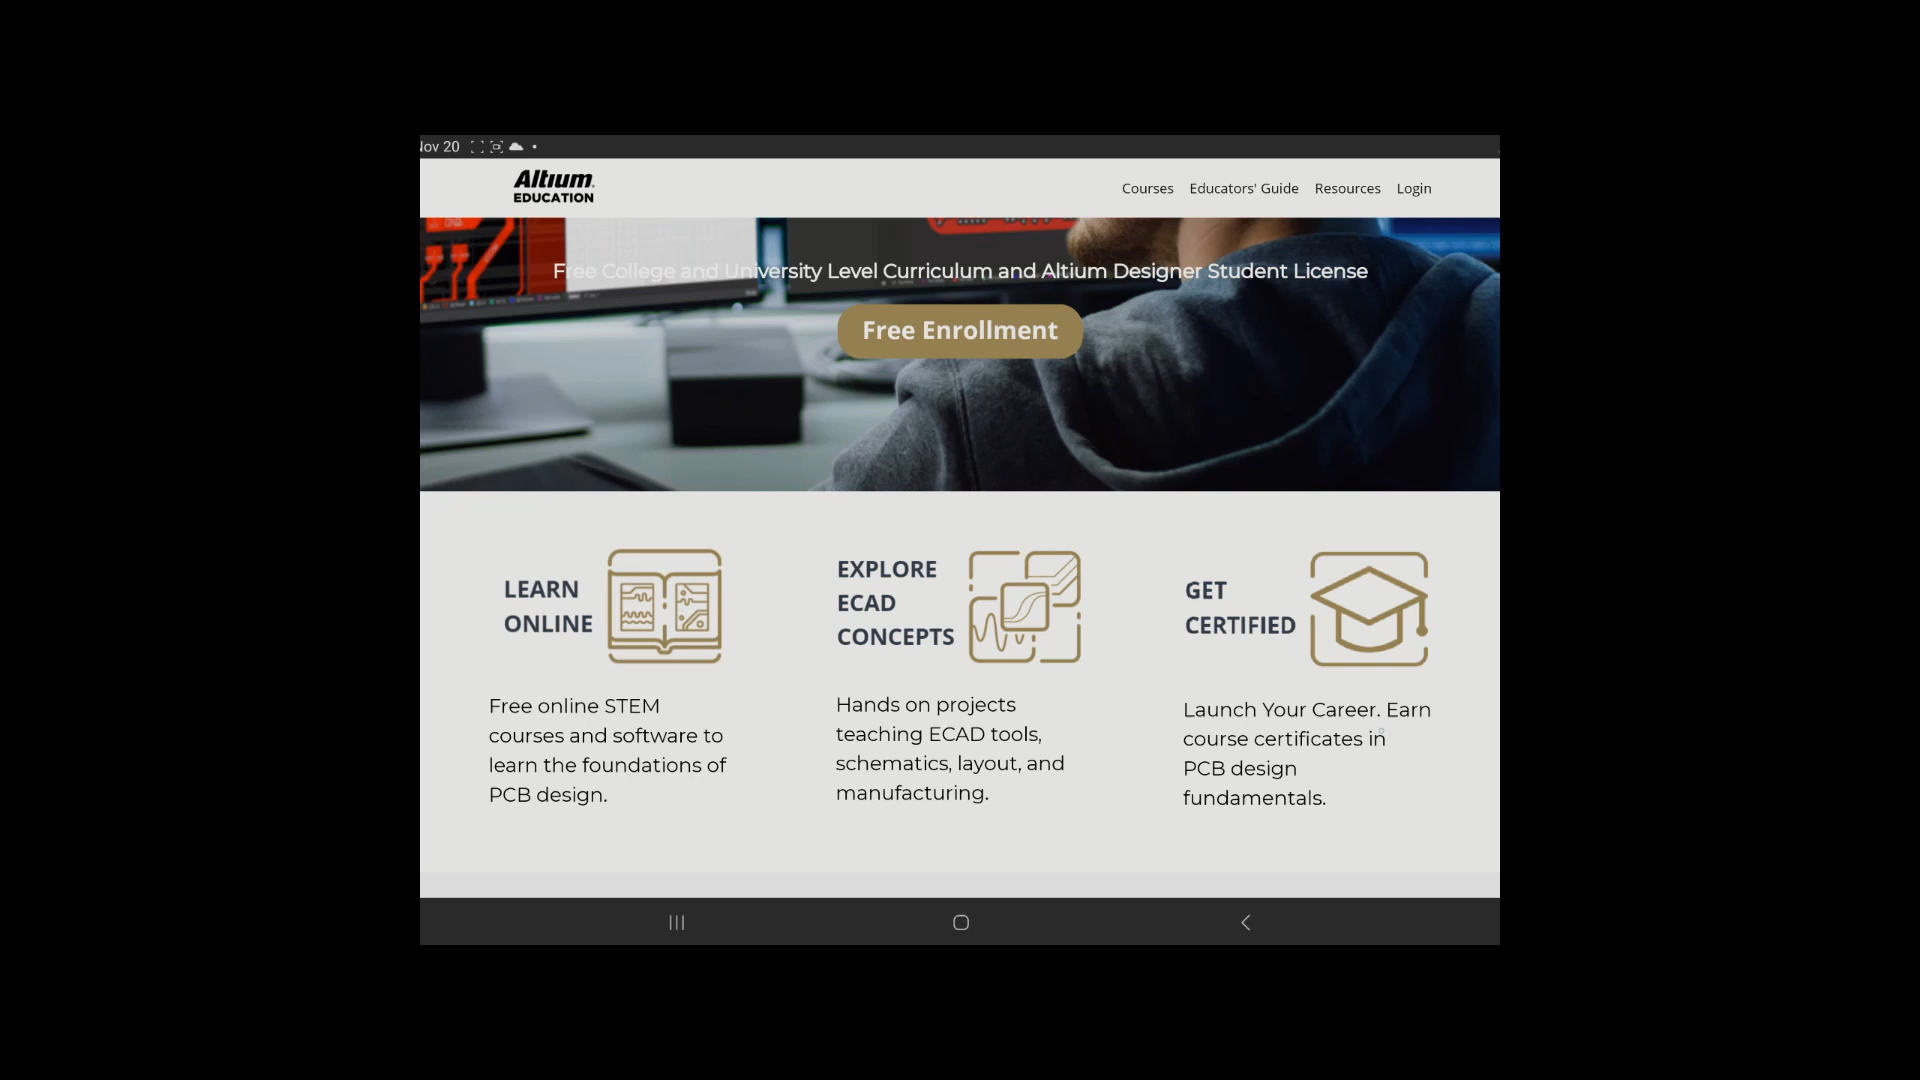 Nov 20
Altium
EDUCATION
Courses Educators' Guide Resources Login
Free College and University Level Curriculum and Altium Designer Student License
Free Enrollment
LEARN
ONLINE
Free online STEM
courses and software to
learn the foundations of
PCB design.
EXPLORE
ECAD
CONCEPTS
Hands on projects
teaching ECAD tools,
schematics, layout, and
manufacturing.
GET
CERTIFIED
Launch Your Career. Earn
course certificates in
PCB design
fundamentals.